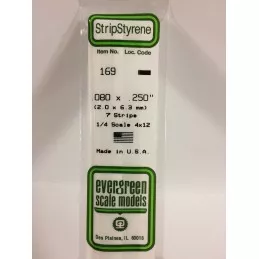 StripStyrene
Item No. Loc. Code
169
.080 x .250"
(2.0 x 6.3 mm)
7 Strips
1/4 Scale 4x12
Made in U.S.A.
evergreen
scale models
Des Plaines, IL 60018